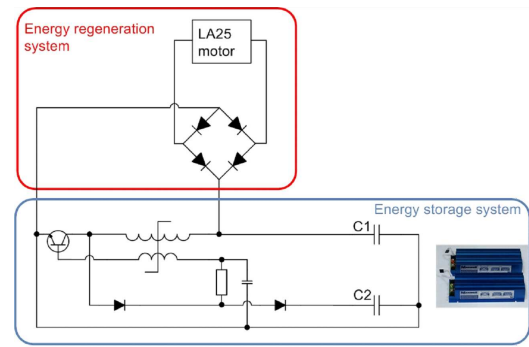 Energy regeneration
system
LA25
motor
Energy storage system
C1
C2